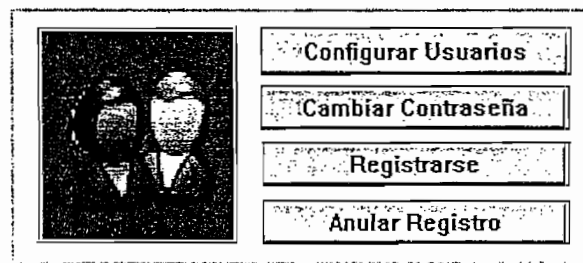 Configurar Usuarios
Cambiar Contraseña
Registrarse
Anular Registro